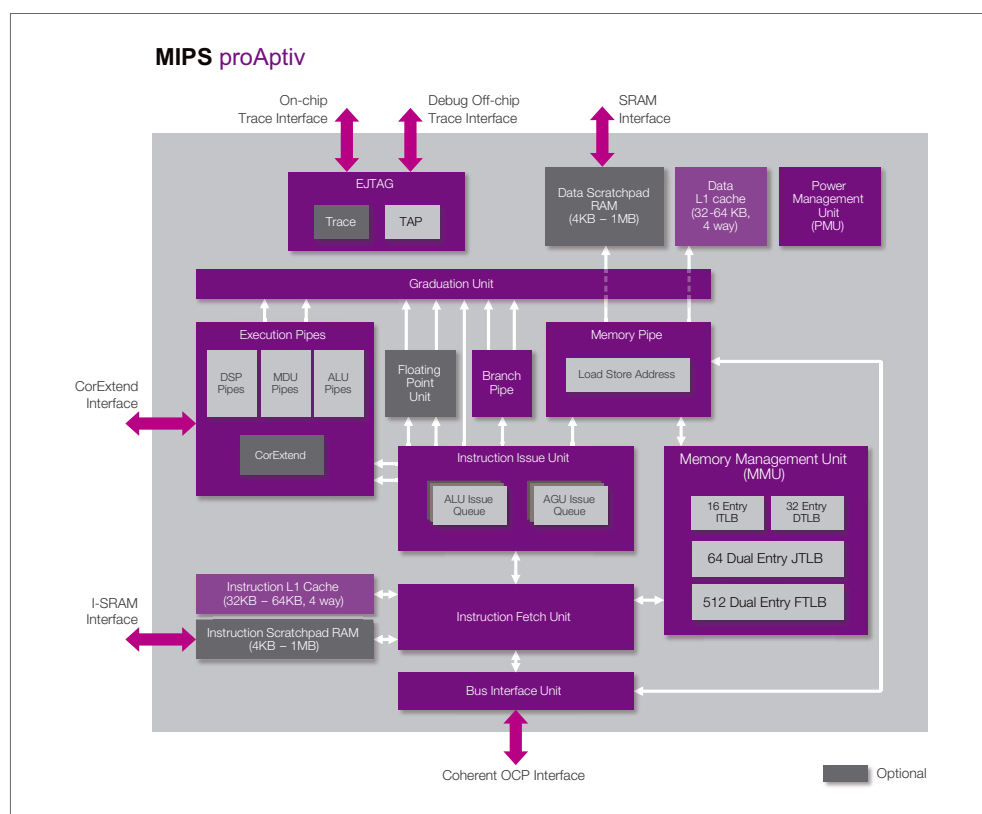 MIPS proAptiv
On-chip
Trace Interface
Debug Off-chip
Trace Interface
SRAM
Interface
EJTAG
Trace
TAP
Data Scratchpad
RAM
(4KB – 1MB)
Data
L1 cache
(32-64 KB,
4 way)
Power
Management
Unit
(PMU)
Graduation Unit
Execution Pipes
DSP
Pipes
MDU
Pipes
ALU
Pipes
CorExtend
CorExtend
Interface
Floating
Point
Unit
Branch
Pipe
Memory Pipe
Load Store Address
Instruction Issue Unit
ALU Issue
Queue
AGU Issue
Queue
Memory Management Unit
(MMU)
16 Entry
ITLB
32 Entry
DTLB
64 Dual Entry JTLB
512 Dual Entry FTLB
Instruction L1 Cache
(32KB – 64KB, 4 way)
I-SRAM
Interface
Instruction Scratchpad RAM
(4KB – 1MB)
Instruction Fetch Unit
Bus Interface Unit
Coherent OCP Interface
Optional